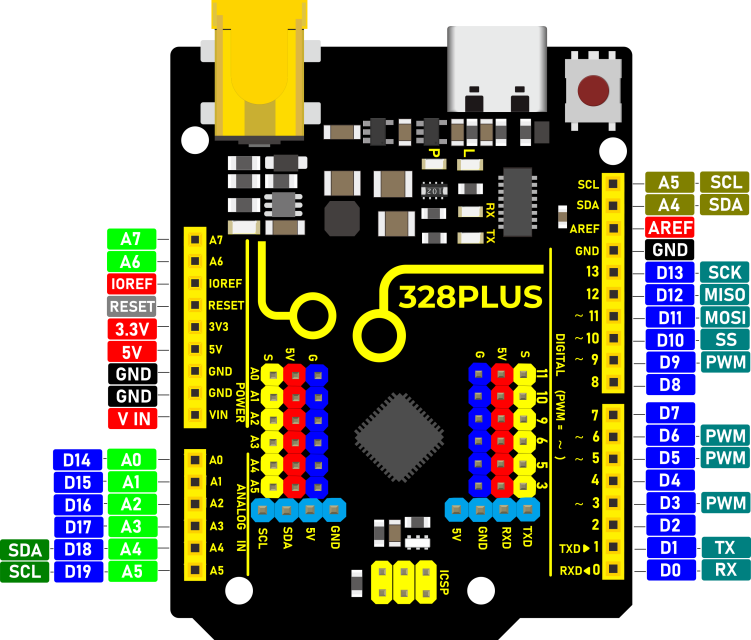 P L
RX
TX
201
328PLUS
A7 A7
A6 A6
IOREF IOREF
RESET RESET
3.3V 3V3
5V 5V
GND GND
GND GND
V IN VIN
POWER
D14 A0 A0
D15 A1 A1
D16 A2 A2
D17 A3 A3
SDA D18 A4 A4
SCL D19 A5 A5
ANALOG IN
S 5V G
A0
A1
A2
A3
A4
A5
SCL SDA 5V GND
G 5V S
11
10
9
6
5
3
5V GND RXD TXD
ICSP
DIGITAL (PWM = ~)
SCL A5 SCL
SDA A4 SDA
AREF AREF
GND GND
13 D13 SCK
12 D12 MISO
~ 11 D11 MOSI
~ 10 D10 SS
~ 9 D9 PWM
8 D8
7 D7
~ 6 D6 PWM
~ 5 D5 PWM
4 D4
~ 3 D3 PWM
2 D2
TXD▶1 D1 TX
RXD◀0 D0 RX